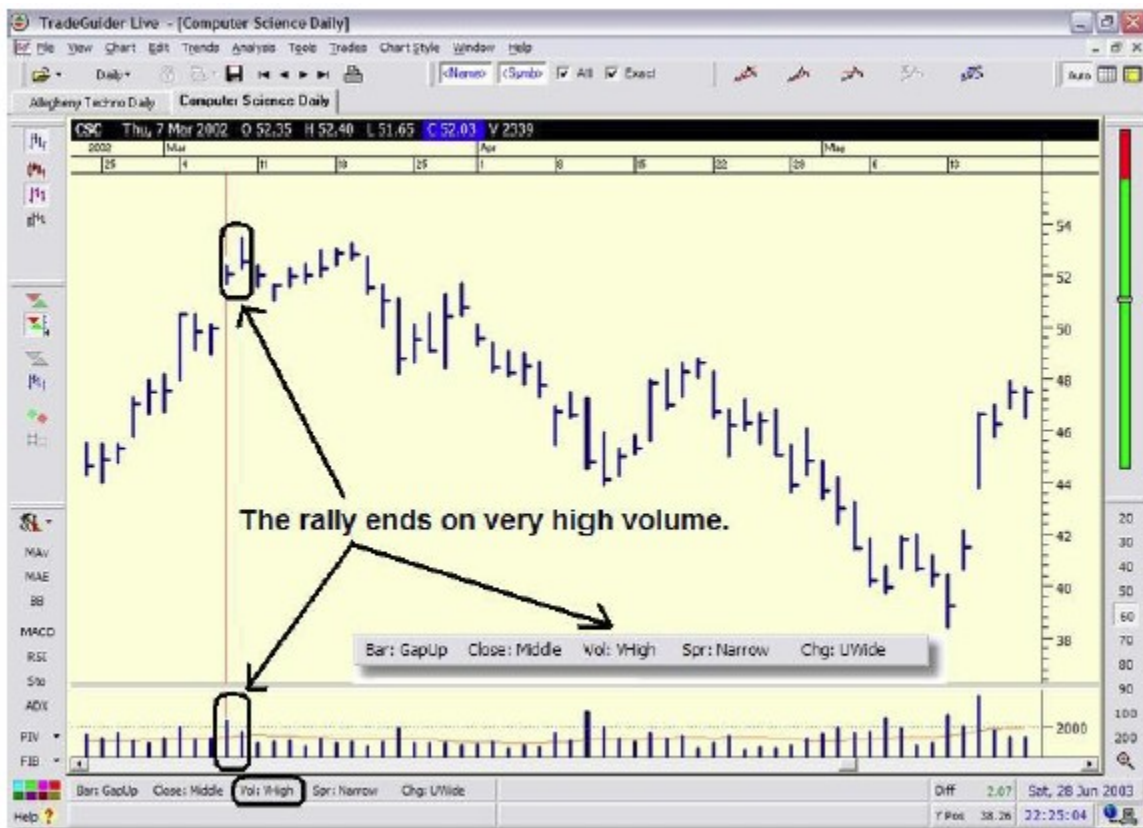 TradeGuider Live - [Computer Science Daily]
File View Chart Edit Trends Analysis Tools Trades Chart Style Window Help
Daily <Name> <Symb> All Exact Auto
Allegheny Techno Daily Computer Science Daily
CSC Thu, 7 Mar 2002 O 52.35 H 52.40 L 51.65 C 52.03 V 2339
2002 Mar Apr May
25 4 11 18 25 1 8 15 22 29 6 13
54
52
50
48
46
44
42
40
38
The rally ends on very high volume.
Bar: GapUp Close: Middle Vol: VHigh Spr: Narrow Chg: UWide
2000
MAv
MAE
BB
MACD
RSI
Sto
ADX
PIV
FIB
20
30
40
50
60
70
80
90
100
200
Bar: GapUp Close: Middle Vol: VHigh Spr: Narrow Chg: UWide Diff 2.07 Sat, 28 Jun 2003
Help ? Y Pos 38.26 22:25:04